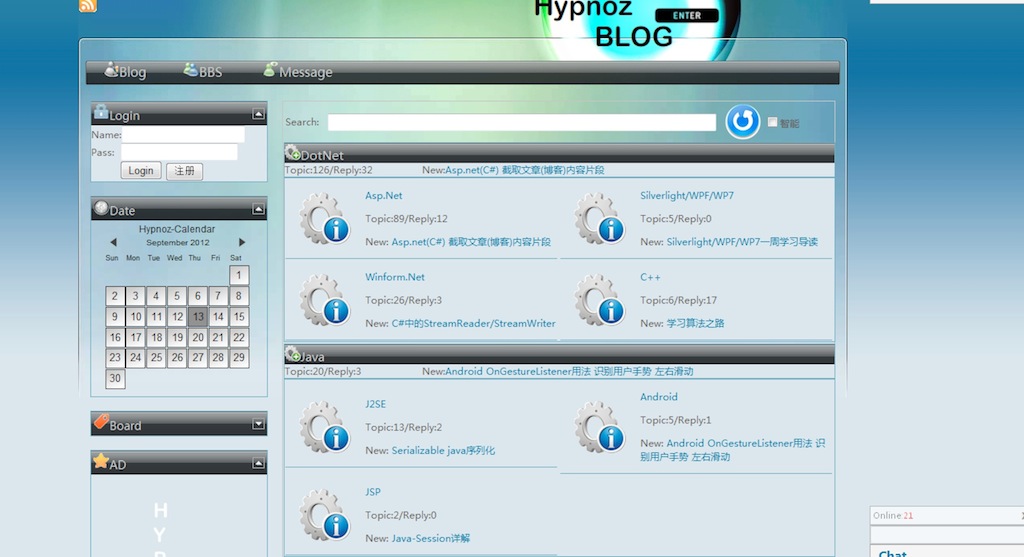 Hypnoz
ENTER
BLOG
Blog BBS Message
Login
Name:
Pass:
Login 注册
Date
Hypnoz-Calendar
September 2012
Sun Mon Tue Wed Thu Fri Sat
1
2 3 4 5 6 7 8
9 10 11 12 13 14 15
16 17 18 19 20 21 22
23 24 25 26 27 28 29
30
Board
AD
H
Y
Search: 智能
DotNet
Topic:126/Reply:32 New:Asp.net(C#) 截取文章(博客)内容片段
Asp.Net
Topic:89/Reply:12
New: Asp.net(C#) 截取文章(博客)内容片段
Silverlight/WPF/WP7
Topic:5/Reply:0
New: Silverlight/WPF/WP7一周学习导读
Winform.Net
Topic:26/Reply:3
New: C#中的StreamReader/StreamWriter
C++
Topic:6/Reply:17
New: 学习算法之路
Java
Topic:20/Reply:3 New:Android OnGestureListener用法 识别用户手势 左右滑动
J2SE
Topic:13/Reply:2
New: Serializable java序列化
Android
Topic:5/Reply:1
New: Android OnGestureListener用法 识
别用户手势 左右滑动
JSP
Topic:2/Reply:0
New: Java-Session详解
Online 21
Chat